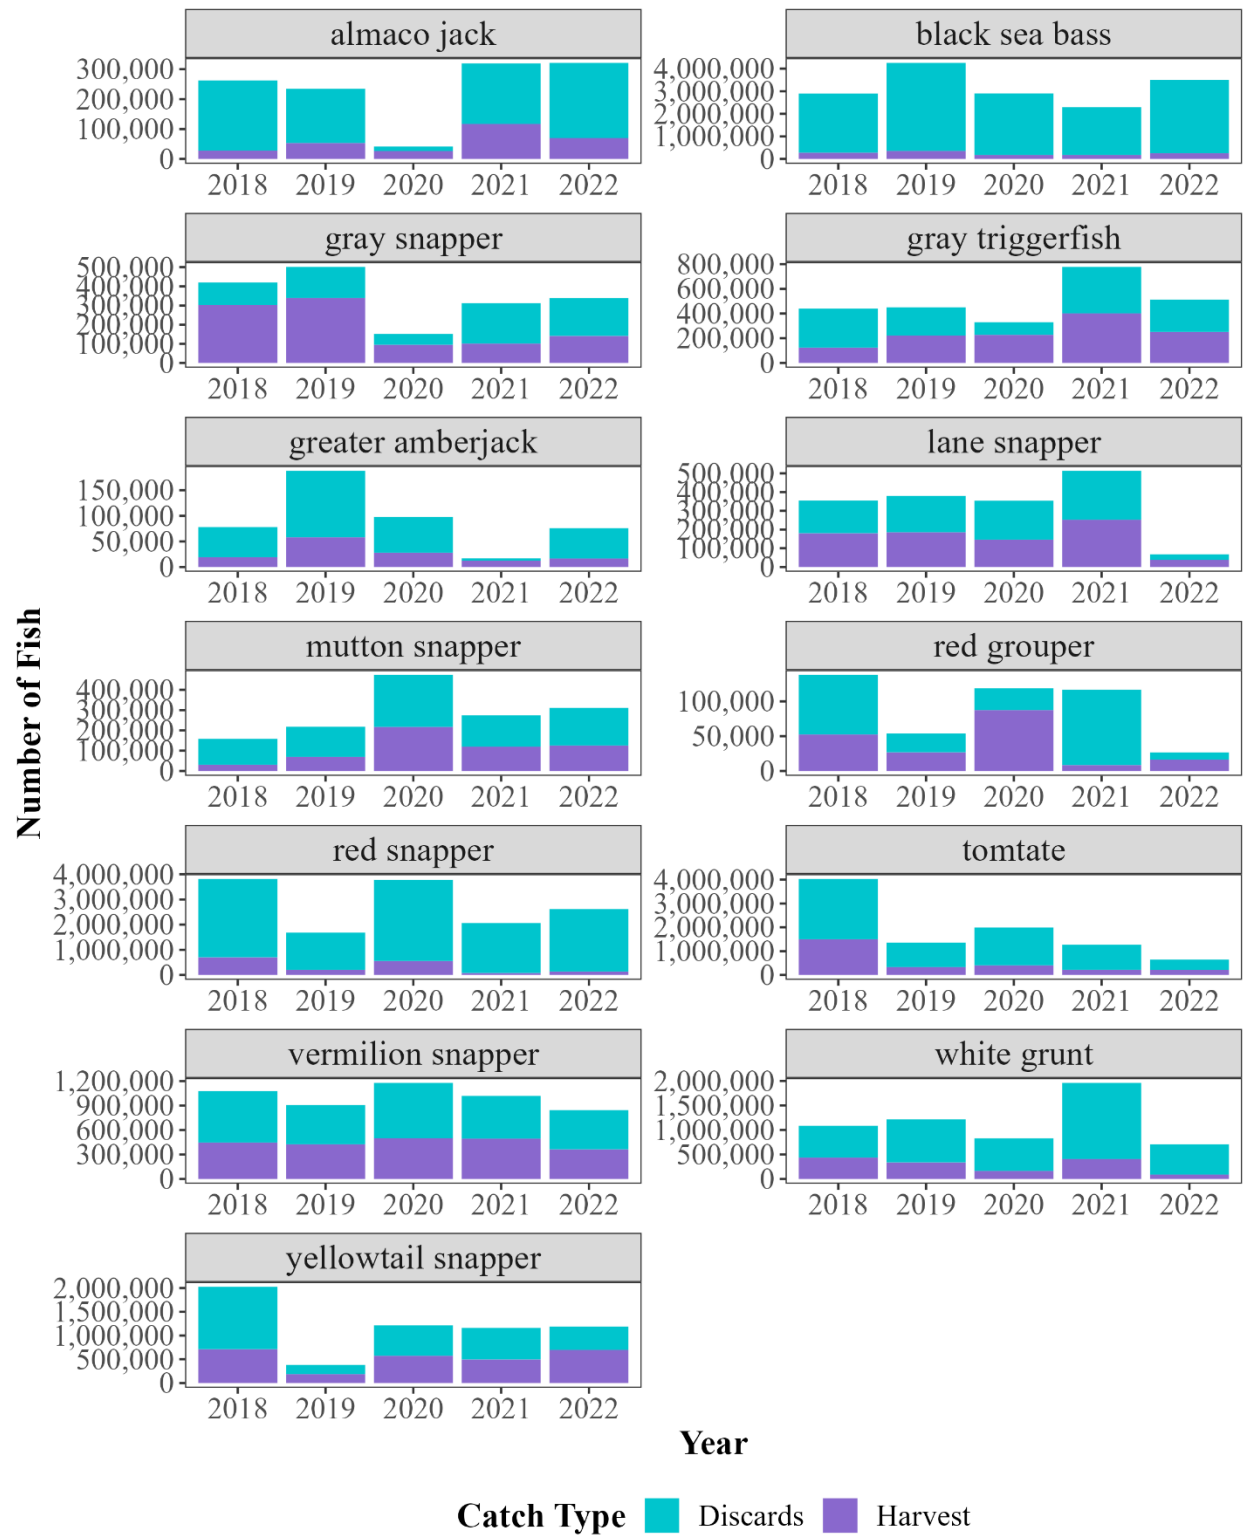 almaco jack
300,000
200,000
100,000
0
2018 2019 2020 2021 2022
black sea bass
4,000,000
3,000,000
2,000,000
1,000,000
0
2018 2019 2020 2021 2022
gray snapper
500,000
400,000
300,000
200,000
100,000
0
2018 2019 2020 2021 2022
gray triggerfish
800,000
600,000
400,000
200,000
0
2018 2019 2020 2021 2022
greater amberjack
150,000
100,000
50,000
0
2018 2019 2020 2021 2022
lane snapper
500,000
400,000
300,000
200,000
100,000
0
2018 2019 2020 2021 2022
Number of Fish
mutton snapper
400,000
300,000
200,000
100,000
0
2018 2019 2020 2021 2022
red grouper
100,000
50,000
0
2018 2019 2020 2021 2022
red snapper
4,000,000
3,000,000
2,000,000
1,000,000
0
2018 2019 2020 2021 2022
tomtate
4,000,000
3,000,000
2,000,000
1,000,000
0
2018 2019 2020 2021 2022
vermilion snapper
1,200,000
900,000
600,000
300,000
0
2018 2019 2020 2021 2022
white grunt
2,000,000
1,500,000
1,000,000
500,000
0
2018 2019 2020 2021 2022
yellowtail snapper
2,000,000
1,500,000
1,000,000
500,000
0
2018 2019 2020 2021 2022
Year
Catch Type Discards Harvest